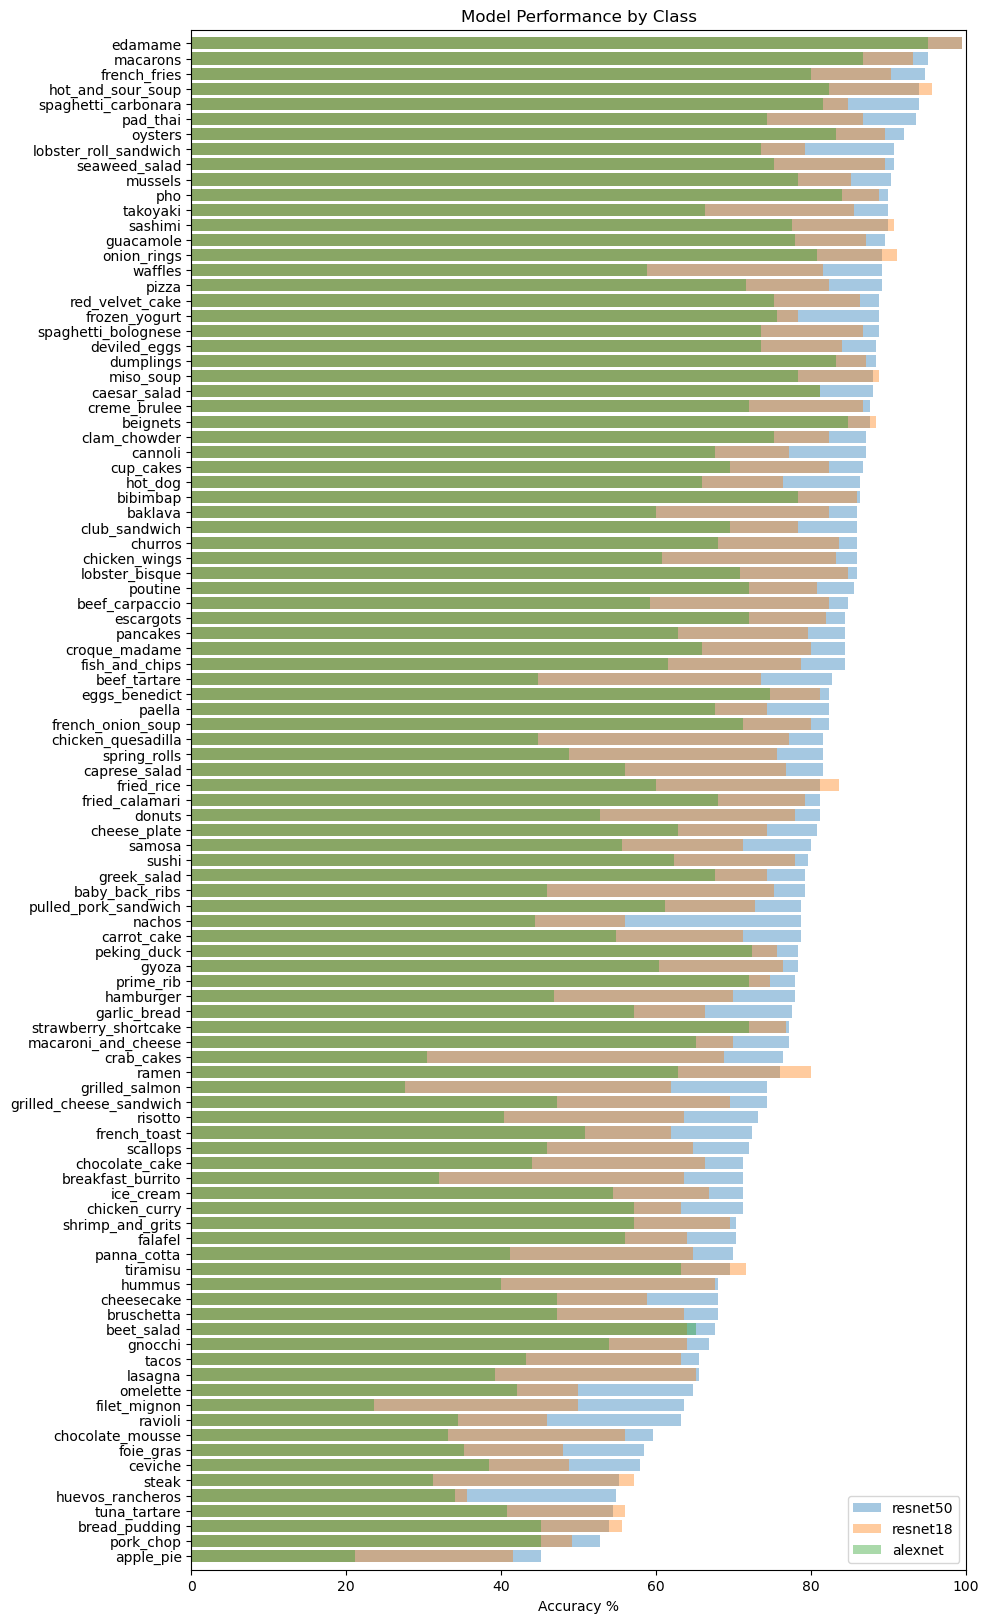 Model Performance by Class
edamame
macarons
french_fries
hot_and_sour_soup
spaghetti_carbonara
pad_thai
oysters
lobster_roll_sandwich
seaweed_salad
mussels
pho
takoyaki
sashimi
guacamole
onion_rings
waffles
pizza
red_velvet_cake
frozen_yogurt
spaghetti_bolognese
deviled_eggs
dumplings
miso_soup
caesar_salad
creme_brulee
beignets
clam_chowder
cannoli
cup_cakes
hot_dog
bibimbap
baklava
club_sandwich
churros
chicken_wings
lobster_bisque
poutine
beef_carpaccio
escargots
pancakes
croque_madame
fish_and_chips
beef_tartare
eggs_benedict
paella
french_onion_soup
chicken_quesadilla
spring_rolls
caprese_salad
fried_rice
fried_calamari
donuts
cheese_plate
samosa
sushi
greek_salad
baby_back_ribs
pulled_pork_sandwich
nachos
carrot_cake
peking_duck
gyoza
prime_rib
hamburger
garlic_bread
strawberry_shortcake
macaroni_and_cheese
crab_cakes
ramen
grilled_salmon
grilled_cheese_sandwich
risotto
french_toast
scallops
chocolate_cake
breakfast_burrito
ice_cream
chicken_curry
shrimp_and_grits
falafel
panna_cotta
tiramisu
hummus
cheesecake
bruschetta
beet_salad
gnocchi
tacos
lasagna
omelette
filet_mignon
ravioli
chocolate_mousse
foie_gras
ceviche
steak
huevos_rancheros
tuna_tartare
bread_pudding
pork_chop
apple_pie
resnet50
resnet18
alexnet
0 20 40 60 80 100
Accuracy %